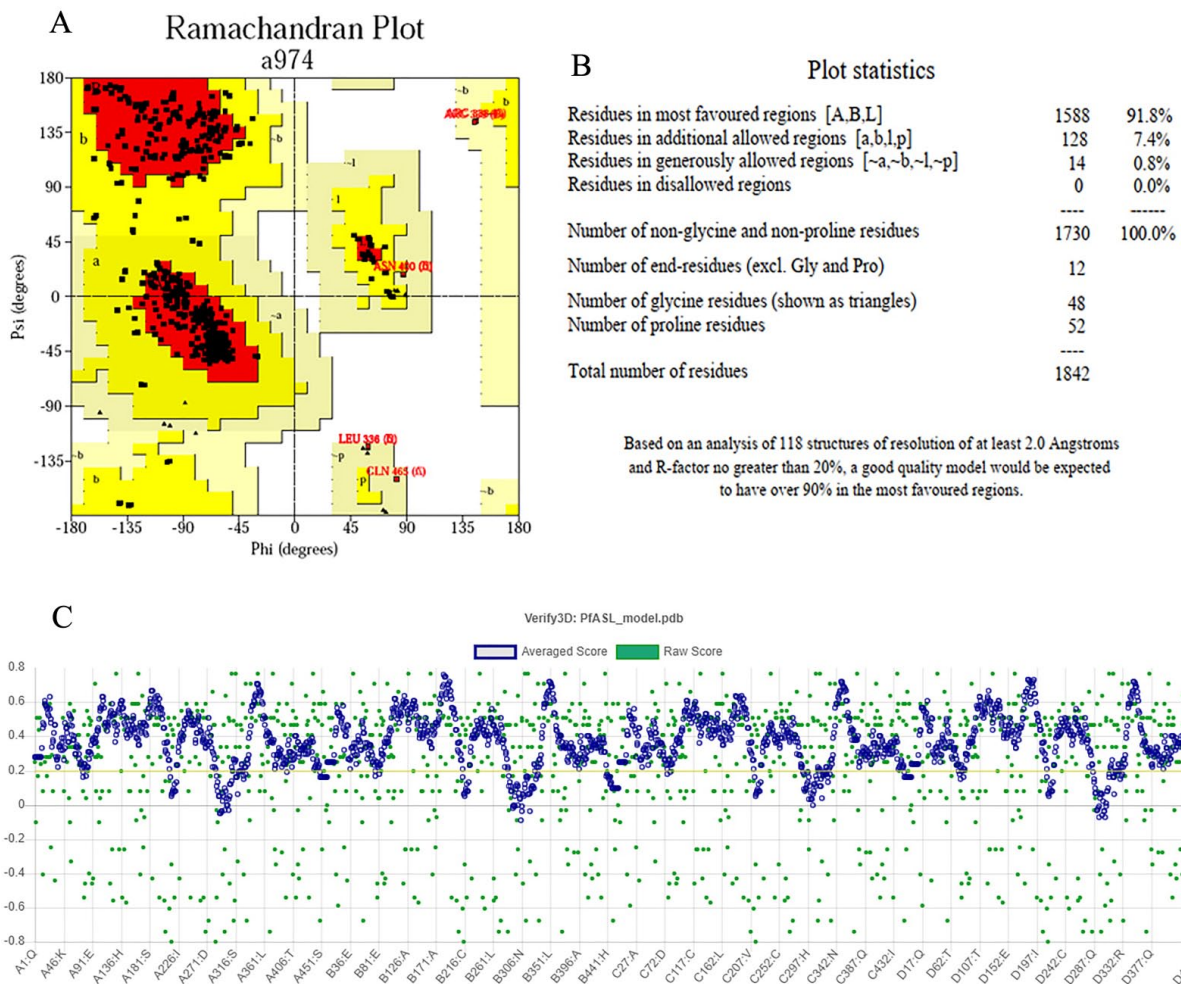 A
Ramachandran Plot
a974
180
135
90
45
0
-45
-90
-135
-180 -135 -90 -45 0 45 90 135 180
Psi (degrees)
Phi (degrees)
b
a
~a
~b
~b
b
~l
l
~b
b
~p
p
~b
LEU 336
B
Plot statistics
Residues in most favoured regions [A,B,L] 1588 91.8%
Residues in additional allowed regions [a,b,l,p] 128 7.4%
Residues in generously allowed regions [~a,~b,~l,~p] 14 0.8%
Residues in disallowed regions 0 0.0%
---- ------
Number of non-glycine and non-proline residues 1730 100.0%
Number of end-residues (excl. Gly and Pro) 12
Number of glycine residues (shown as triangles) 48
Number of proline residues 52
----
Total number of residues 1842
Based on an analysis of 118 structures of resolution of at least 2.0 Angstroms
and R-factor no greater than 20%, a good quality model would be expected
to have over 90% in the most favoured regions.
C
Verify3D: PfASL_model.pdb
Averaged Score Raw Score
0.8
0.6
0.4
0.2
0
-0.2
-0.4
-0.6
-0.8
A1:Q A46:K A91:E A136:H A181:S A226:I A271:D A316:S A361:L A406:T A451:S B36:E B81:E B126:A B171:A B216:C B261:L B306:N B351:L B396:A B441:H C27:A C72:D C117:C C162:L C207:V C252:C C297:H C342:N C387:Q C432:I D17:Q D62:T D107:T D152:E D197:I D242:C D287:Q D332:R D377:Q